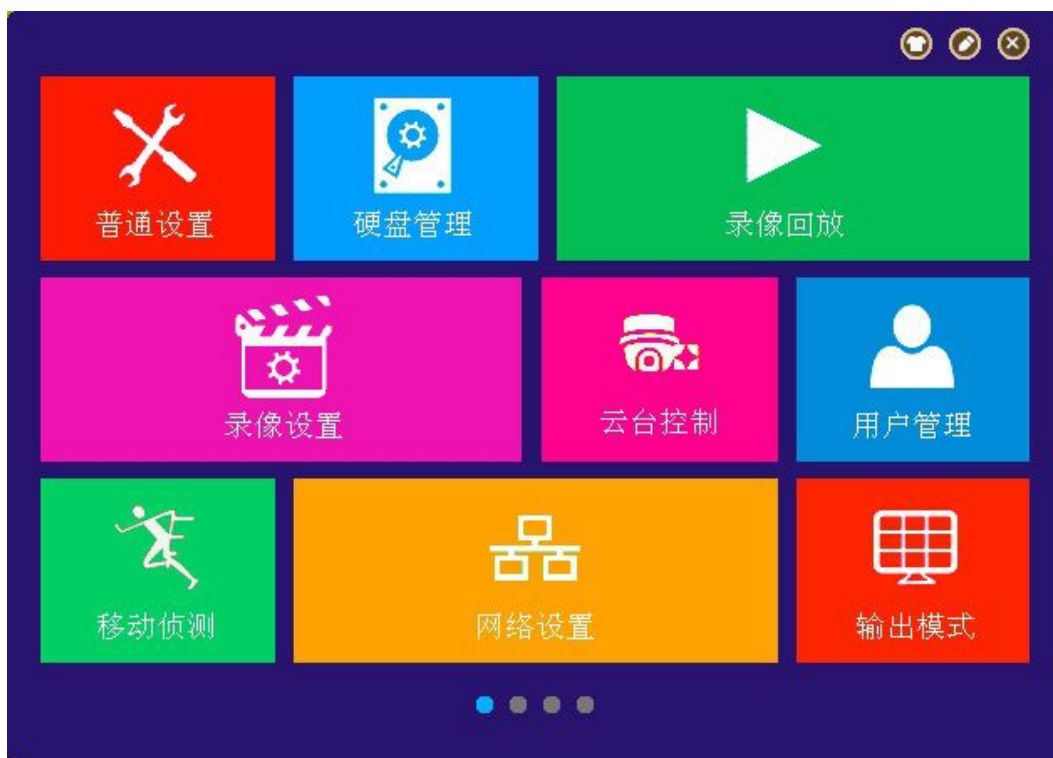 普通设置
硬盘管理
录像回放
录像设置
云台控制
用户管理
移动侦测
网络设置
输出模式